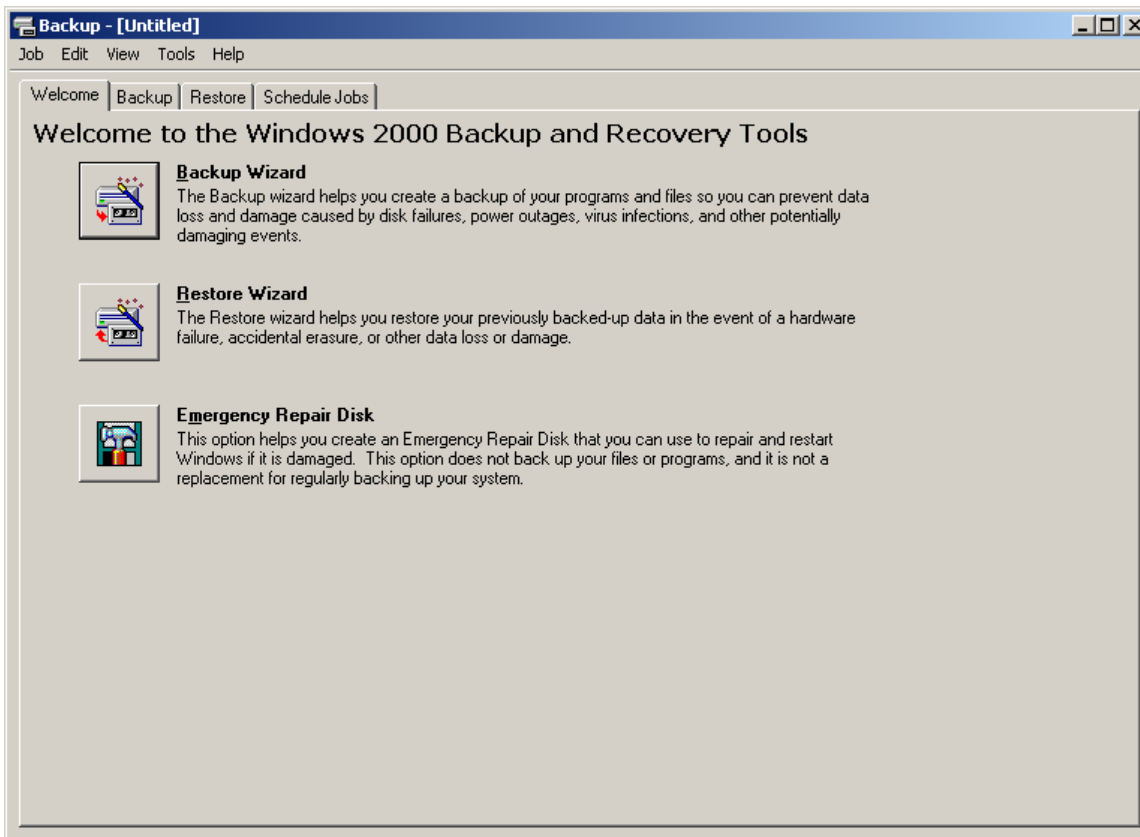 Backup - [Untitled]
Job Edit View Tools Help
Welcome Backup Restore Schedule Jobs
Welcome to the Windows 2000 Backup and Recovery Tools
Backup Wizard
The Backup wizard helps you create a backup of your programs and files so you can prevent data
loss and damage caused by disk failures, power outages, virus infections, and other potentially
damaging events.
Restore Wizard
The Restore wizard helps you restore your previously backed-up data in the event of a hardware
failure, accidental erasure, or other data loss or damage.
Emergency Repair Disk
This option helps you create an Emergency Repair Disk that you can use to repair and restart
Windows if it is damaged.  This option does not back up your files or programs, and it is not a
replacement for regularly backing up your system.